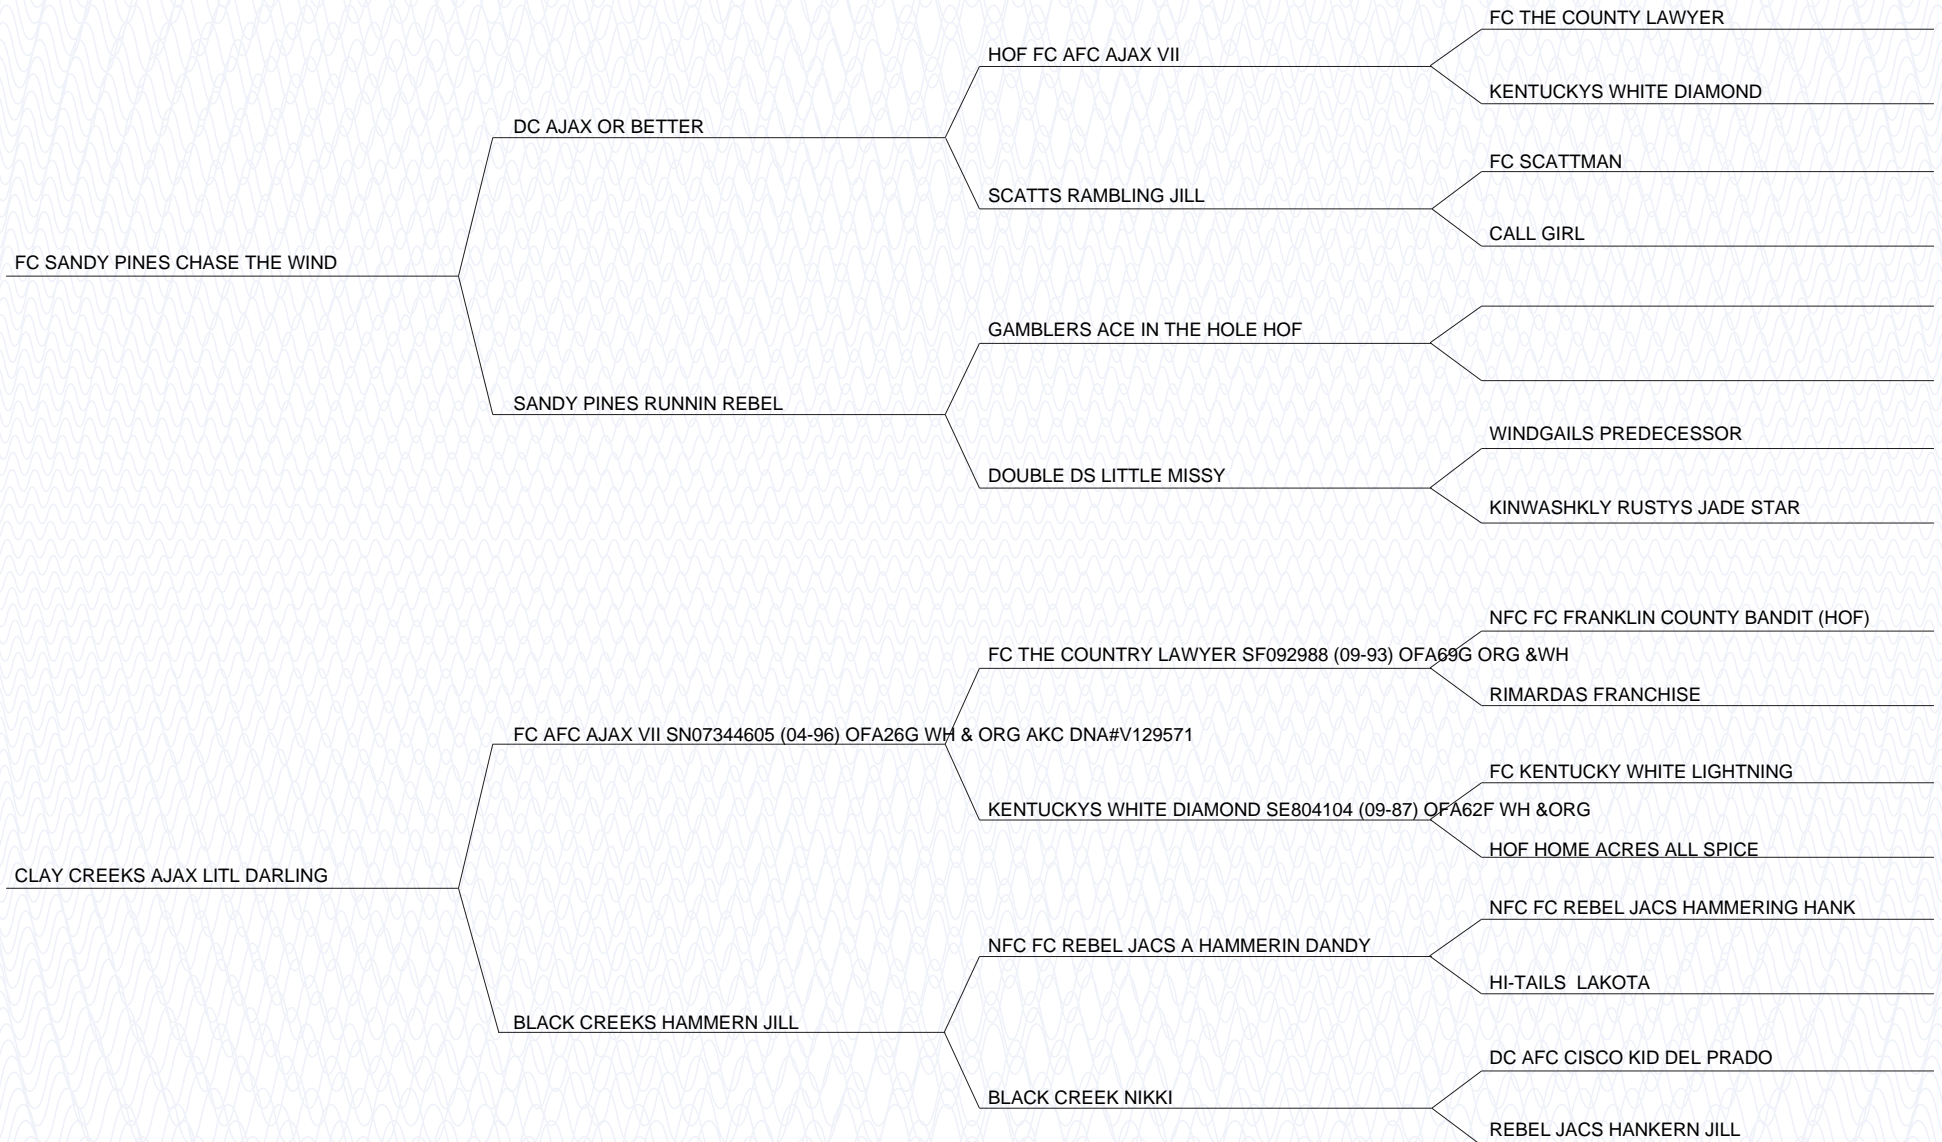 FC THE COUNTY LAWYER
HOF FC AFC AJAX VII
KENTUCKYS WHITE DIAMOND
DC AJAX OR BETTER
FC SCATTMAN
SCATTS RAMBLING JILL
CALL GIRL
FC SANDY PINES CHASE THE WIND
GAMBLERS ACE IN THE HOLE HOF
SANDY PINES RUNNIN REBEL
WINDGAILS PREDECESSOR
DOUBLE DS LITTLE MISSY
KINWASHKLY RUSTYS JADE STAR
NFC FC FRANKLIN COUNTY BANDIT (HOF)
FC THE COUNTRY LAWYER SF092988 (09-93) OFA69G ORG &WH
RIMARDAS FRANCHISE
FC AFC AJAX VII SN07344605 (04-96) OFA26G WH & ORG AKC DNA#V129571
FC KENTUCKY WHITE LIGHTNING
KENTUCKYS WHITE DIAMOND SE804104 (09-87) OFA62F WH &ORG
HOF HOME ACRES ALL SPICE
CLAY CREEKS AJAX LITL DARLING
NFC FC REBEL JACS HAMMERING HANK
NFC FC REBEL JACS A HAMMERIN DANDY
HI-TAILS  LAKOTA
BLACK CREEKS HAMMERN JILL
DC AFC CISCO KID DEL PRADO
BLACK CREEK NIKKI
REBEL JACS HANKERN JILL